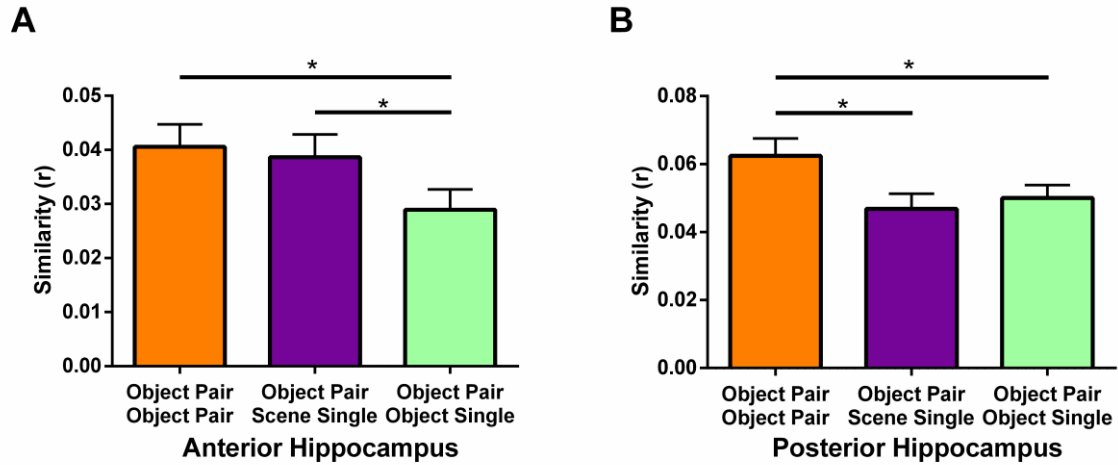 A
*
*
0.05
0.04
0.03
0.02
0.01
0.00
Similarity (r)
Object Pair
Object Pair
Object Pair
Scene Single
Object Pair
Object Single
Anterior Hippocampus
B
*
*
0.08
0.06
0.04
0.02
0.00
Similarity (r)
Object Pair
Object Pair
Object Pair
Scene Single
Object Pair
Object Single
Posterior Hippocampus